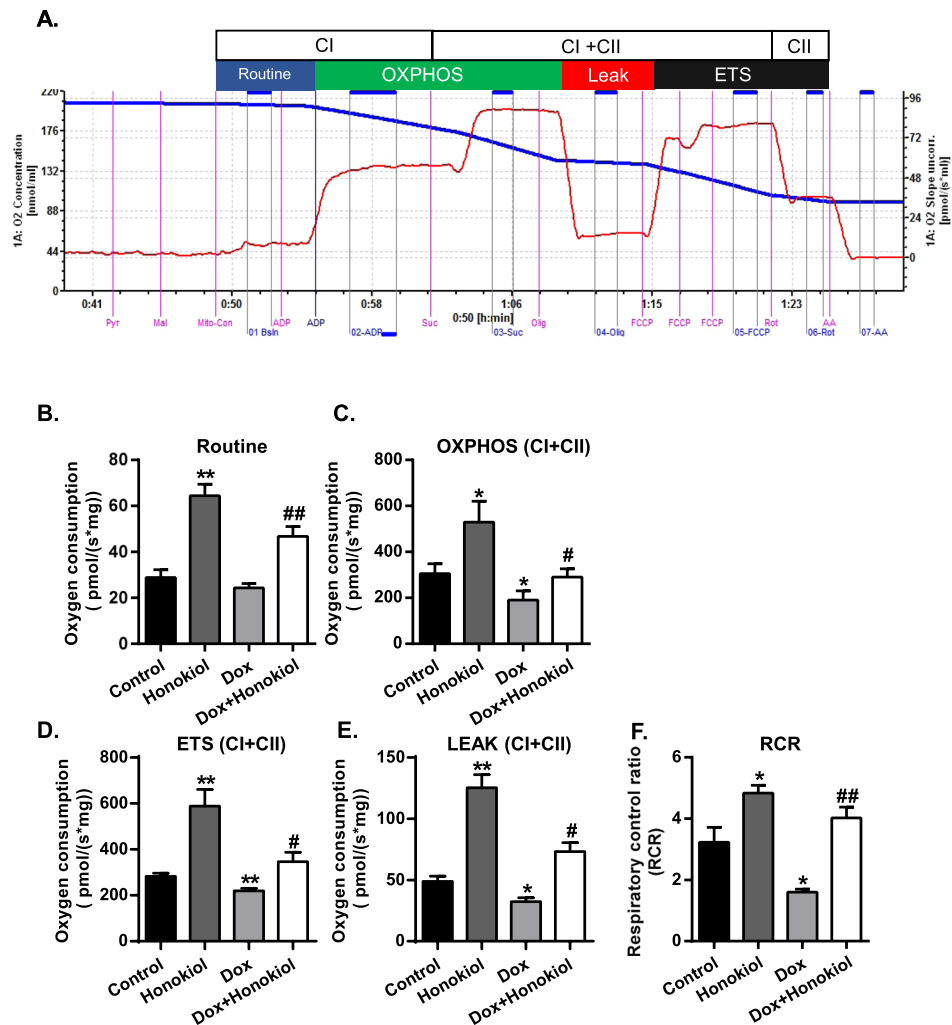 A.
CI
CI +CII
CII
Routine
OXPHOS
Leak
ETS
220
176
132
88
44
0
1A: O2 Concentration
[nmol/ml]
96
72
48
24
0
1A: O2 Slope uncorr.
[pmol/(s*ml)]
0:41
0:50
0:58
1:06
1:15
1:23
0:50 [h:min]
Pyr
Mal
Mito-Con
ADP
ADP
Suc
Olig
FCCP
FCCP
FCCP
Rot
AA
01 Bsln
02-ADP
03-Suc
04-Olig
05-FCCP
06-Rot
07-AA
B.
Routine
Oxygen consumption
( pmol/(s*mg))
80
60
40
20
0
**
##
Control
Honokiol
Dox
Dox+Honokiol
C.
OXPHOS (CI+CII)
Oxygen consumption
( pmol/(s*mg))
800
600
400
200
0
*
*
#
Control
Honokiol
Dox
Dox+Honokiol
D.
ETS (CI+CII)
Oxygen consumption
( pmol/(s*mg))
800
600
400
200
0
**
**
#
Control
Honokiol
Dox
Dox+Honokiol
E.
LEAK (CI+CII)
Oxygen consumption
( pmol/(s*mg))
150
100
50
0
**
*
#
Control
Honokiol
Dox
Dox+Honokiol
F.
RCR
Respiratory control ratio
(RCR)
6
4
2
0
*
*
##
Control
Honokiol
Dox
Dox+Honokiol